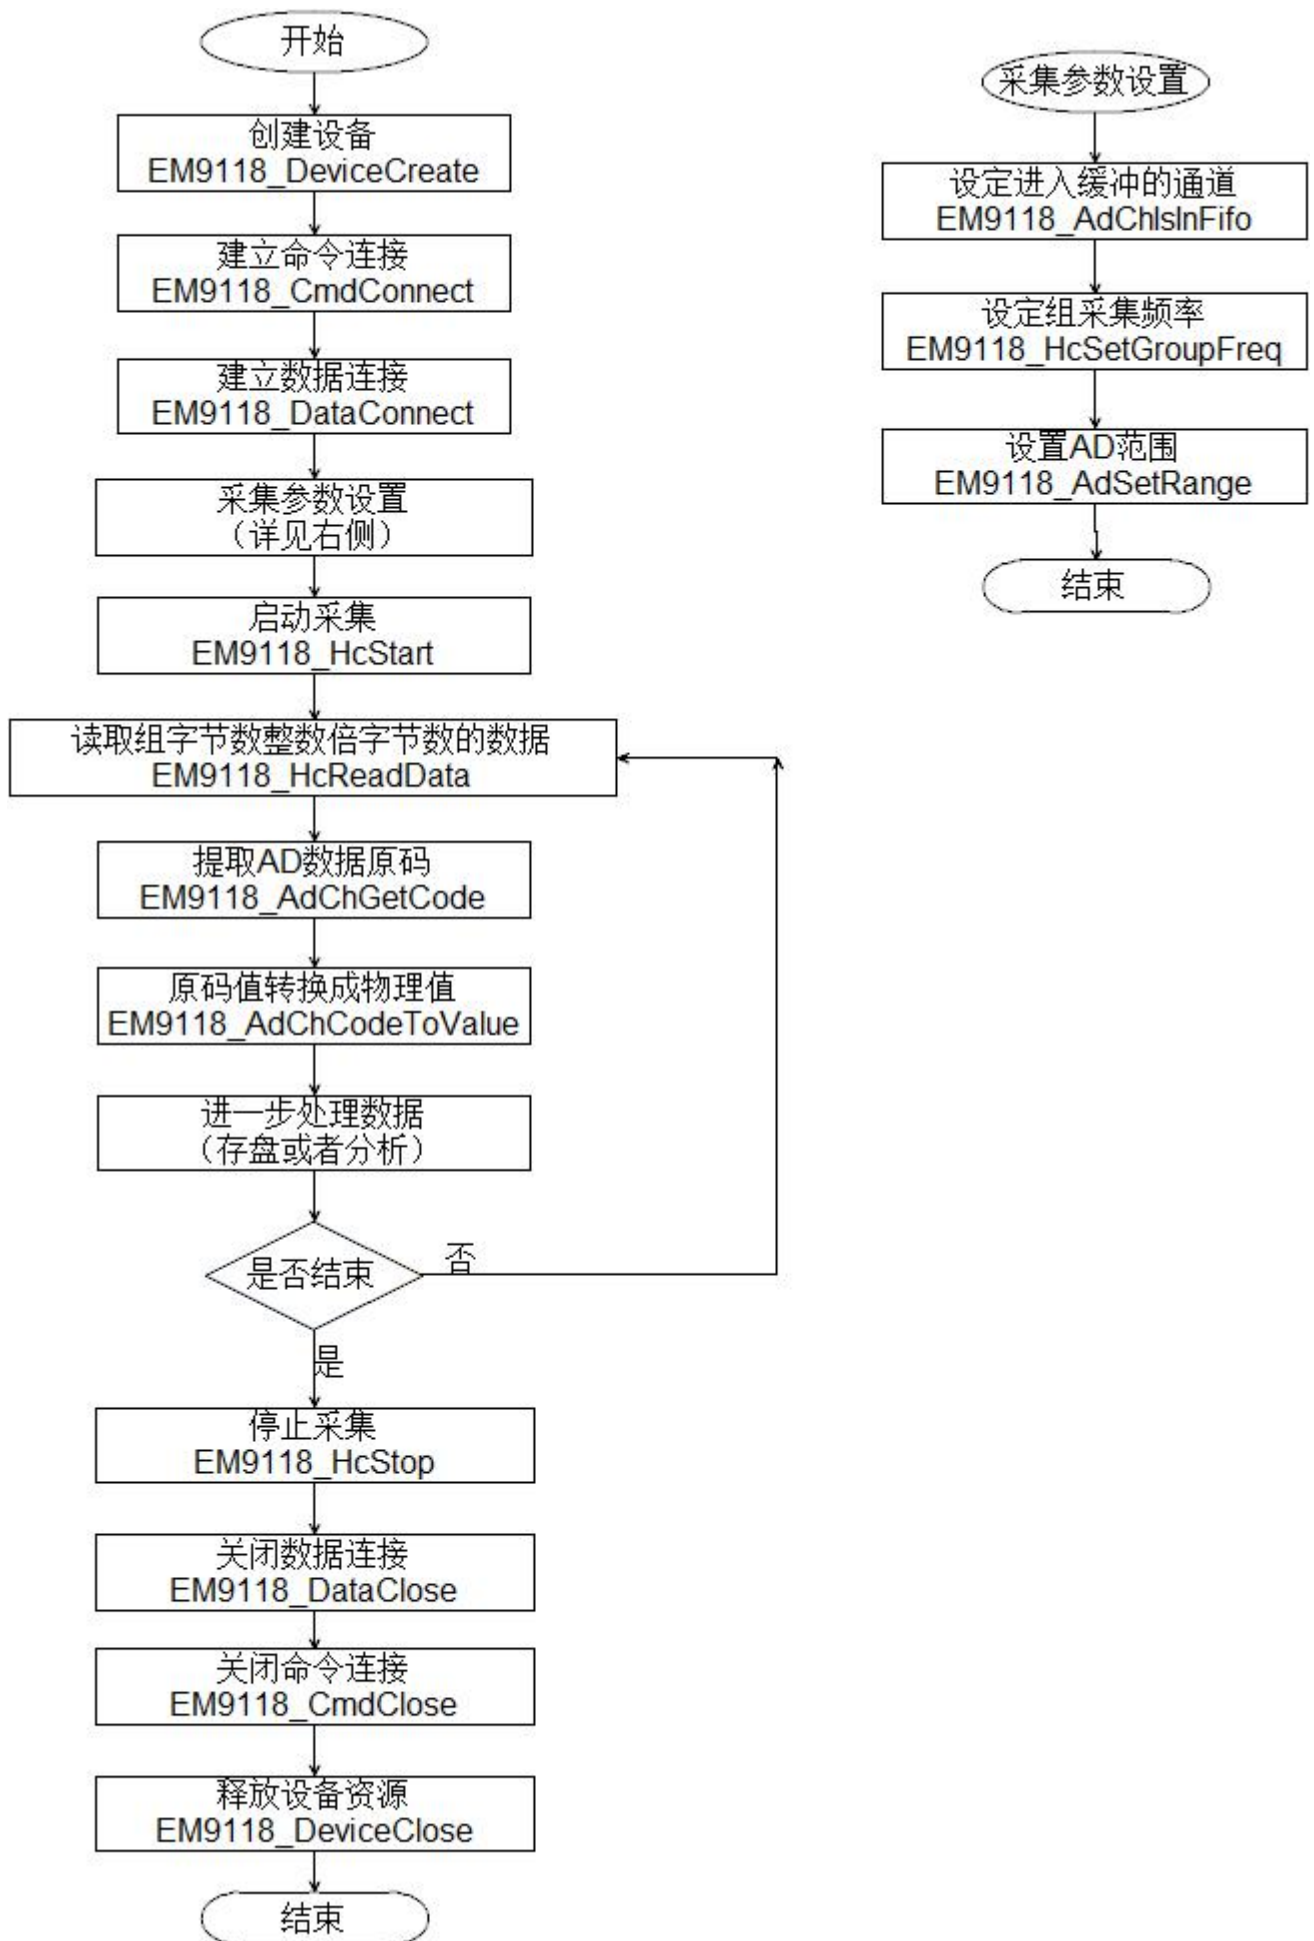 开始
创建设备
EM9118_DeviceCreate
建立命令连接
EM9118_CmdConnect
建立数据连接
EM9118_DataConnect
采集参数设置
（详见右侧）
启动采集
EM9118_HcStart
读取组字节数整数倍字节数的数据
EM9118_HcReadData
提取AD数据原码
EM9118_AdChGetCode
原码值转换成物理值
EM9118_AdChCodeToValue
进一步处理数据
（存盘或者分析）
是否结束
否
是
停止采集
EM9118_HcStop
关闭数据连接
EM9118_DataClose
关闭命令连接
EM9118_CmdClose
释放设备资源
EM9118_DeviceClose
结束
采集参数设置
设定进入缓冲的通道
EM9118_AdChIsInFifo
设定组采集频率
EM9118_HcSetGroupFreq
设置AD范围
EM9118_AdSetRange
结束